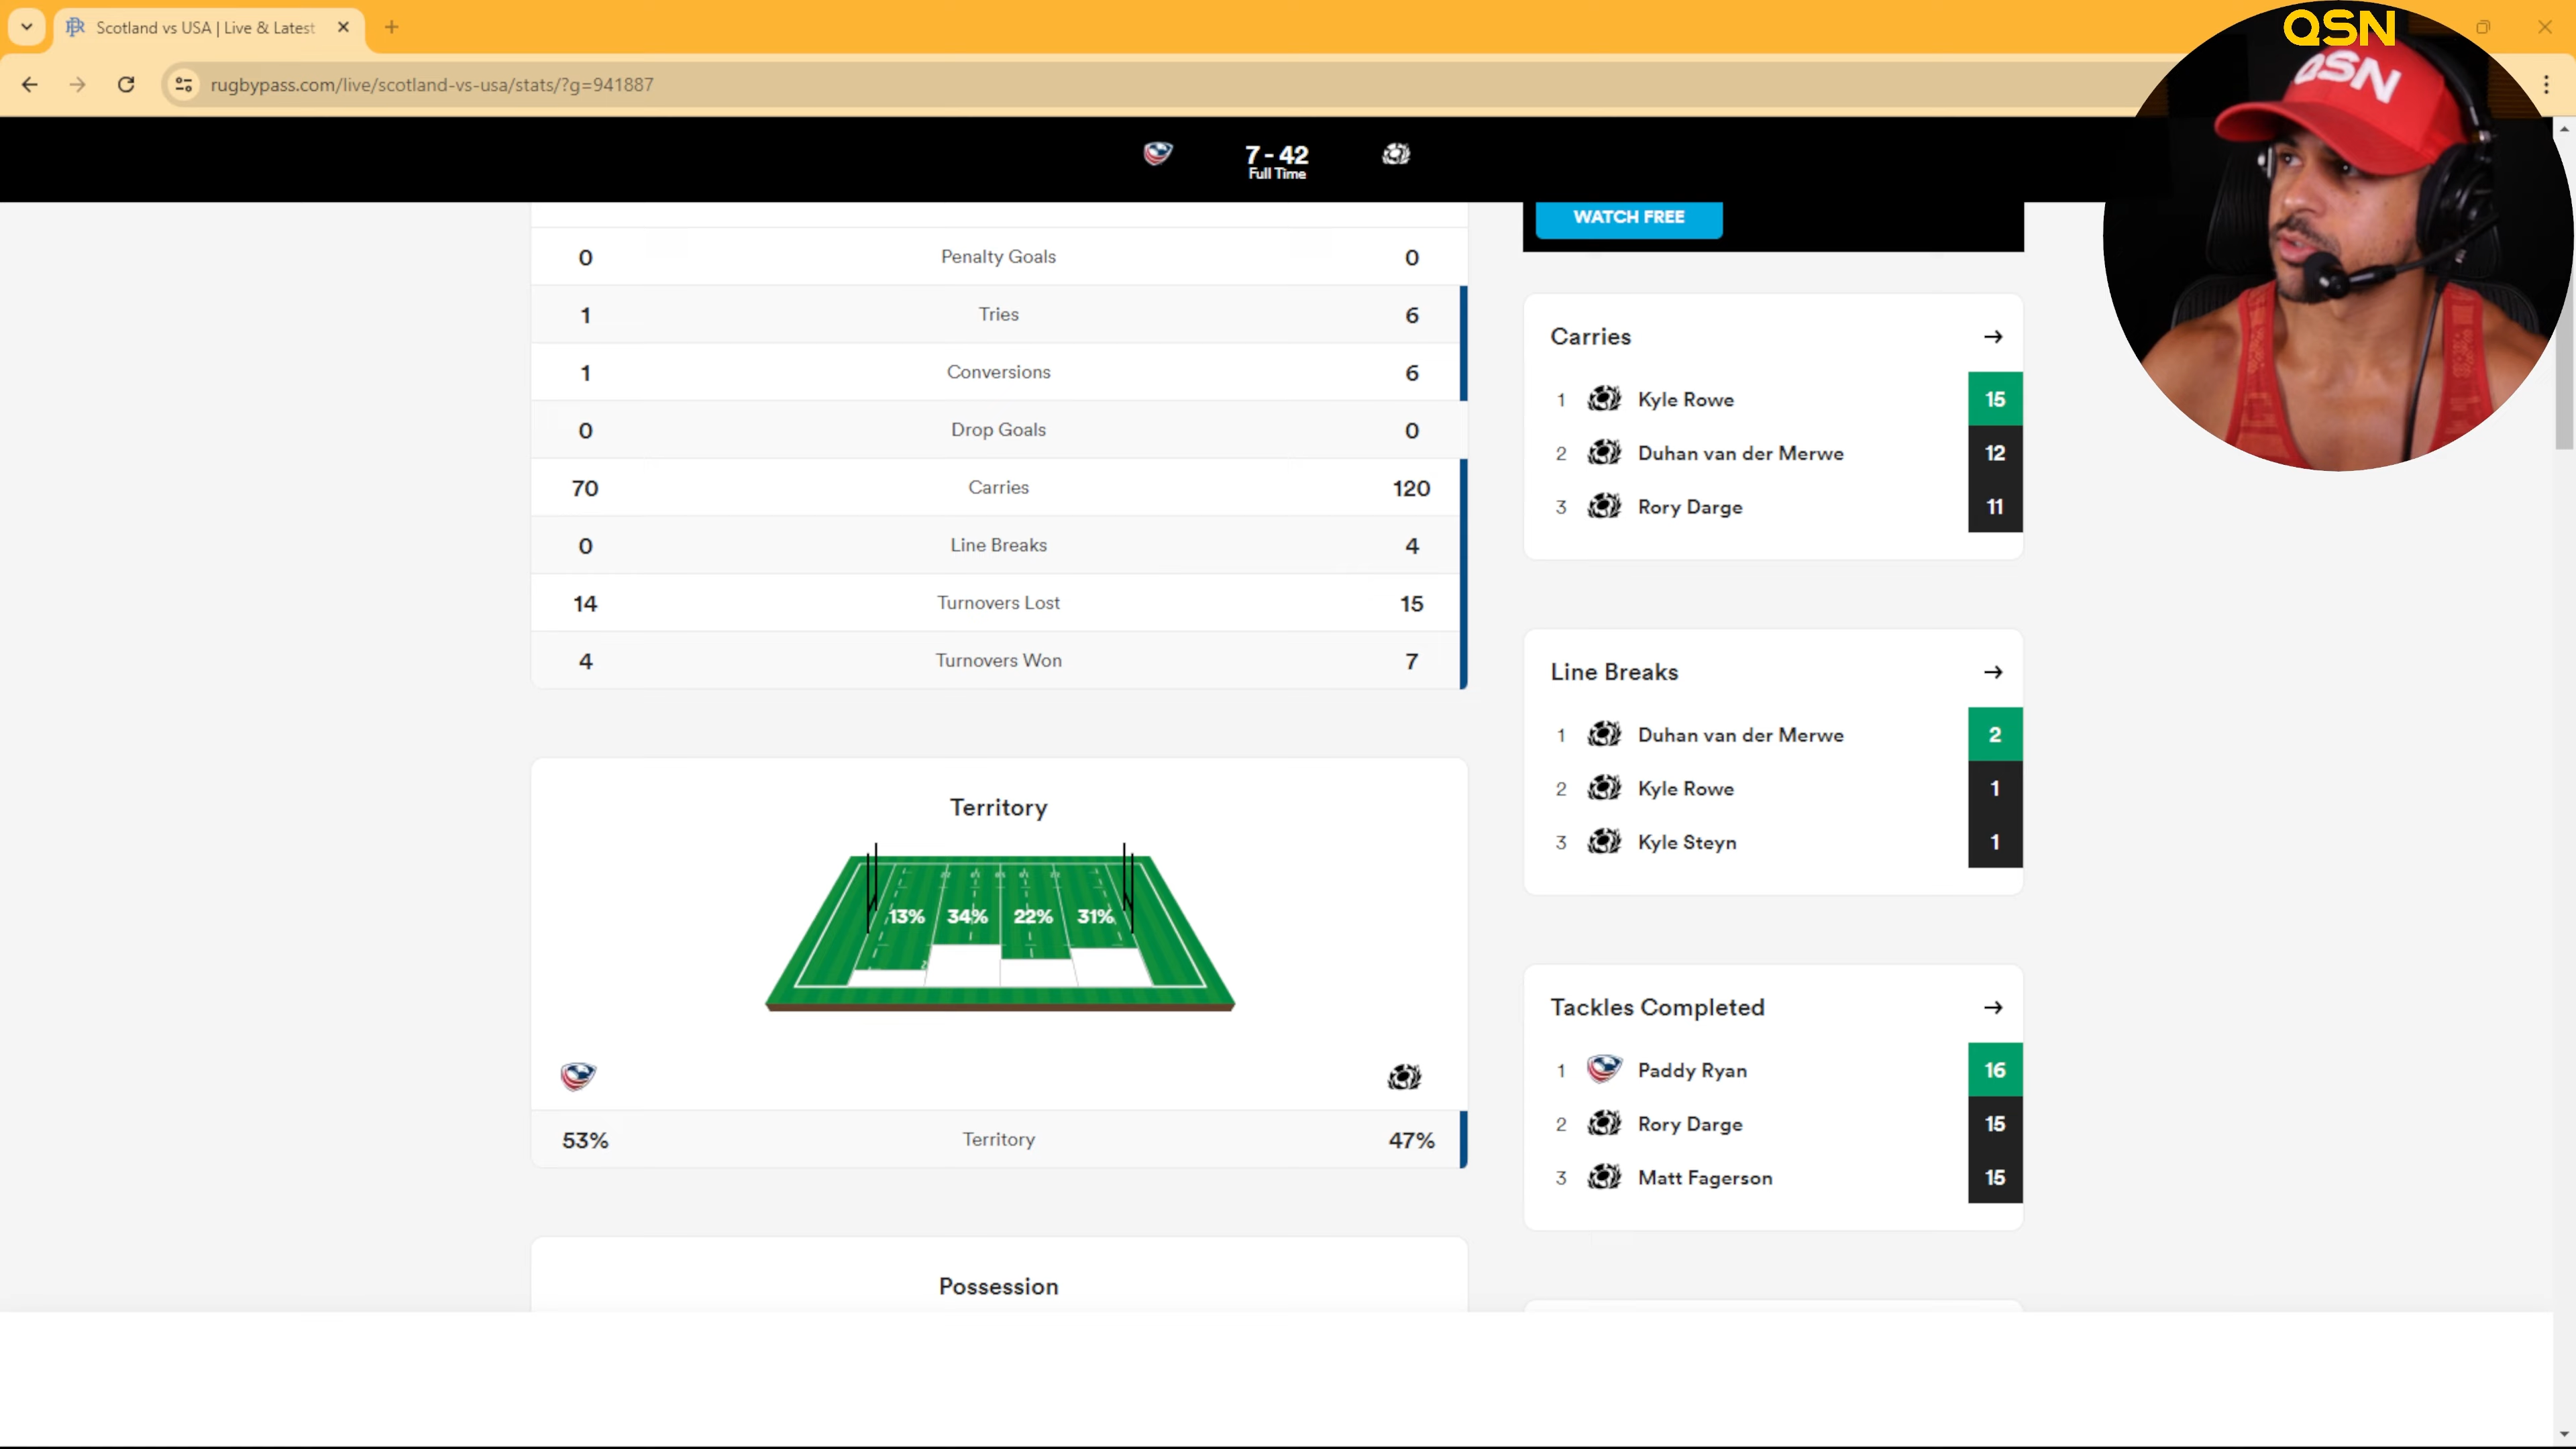 Scotland vs USA | Live & Latest
rugbypass.com/live/scotland-vs-usa/stats/?g=941887
QSN
QSN
7 - 42
Full Time
WATCH FREE
0 Penalty Goals 0
1 Tries 6
1 Conversions 6
0 Drop Goals 0
70 Carries 120
0 Line Breaks 4
14 Turnovers Lost 15
4 Turnovers Won 7
Territory
13% 34% 22% 31%
53% Territory 47%
Possession
Carries
1 Kyle Rowe 15
2 Duhan van der Merwe 12
3 Rory Darge 11
Line Breaks
1 Duhan van der Merwe 2
2 Kyle Rowe 1
3 Kyle Steyn 1
Tackles Completed
1 Paddy Ryan 16
2 Rory Darge 15
3 Matt Fagerson 15